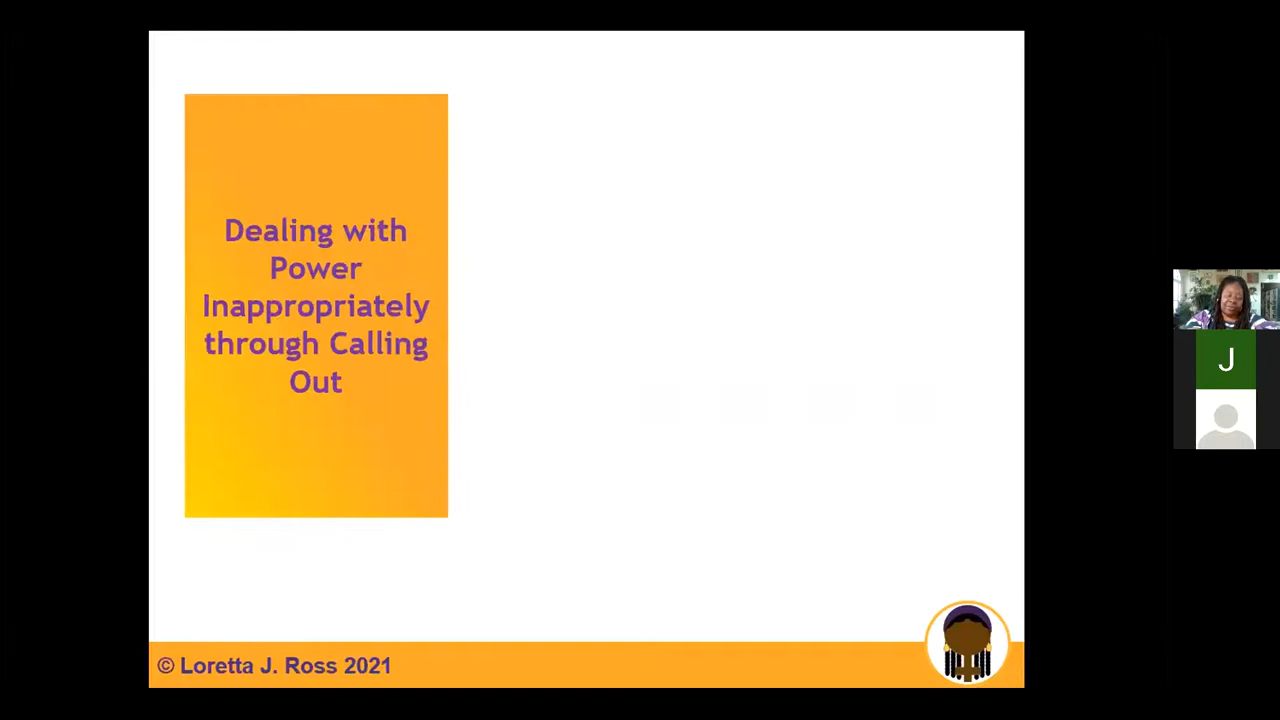 Dealing with
Power
Inappropriately
through Calling
Out
J
© Loretta J. Ross 2021